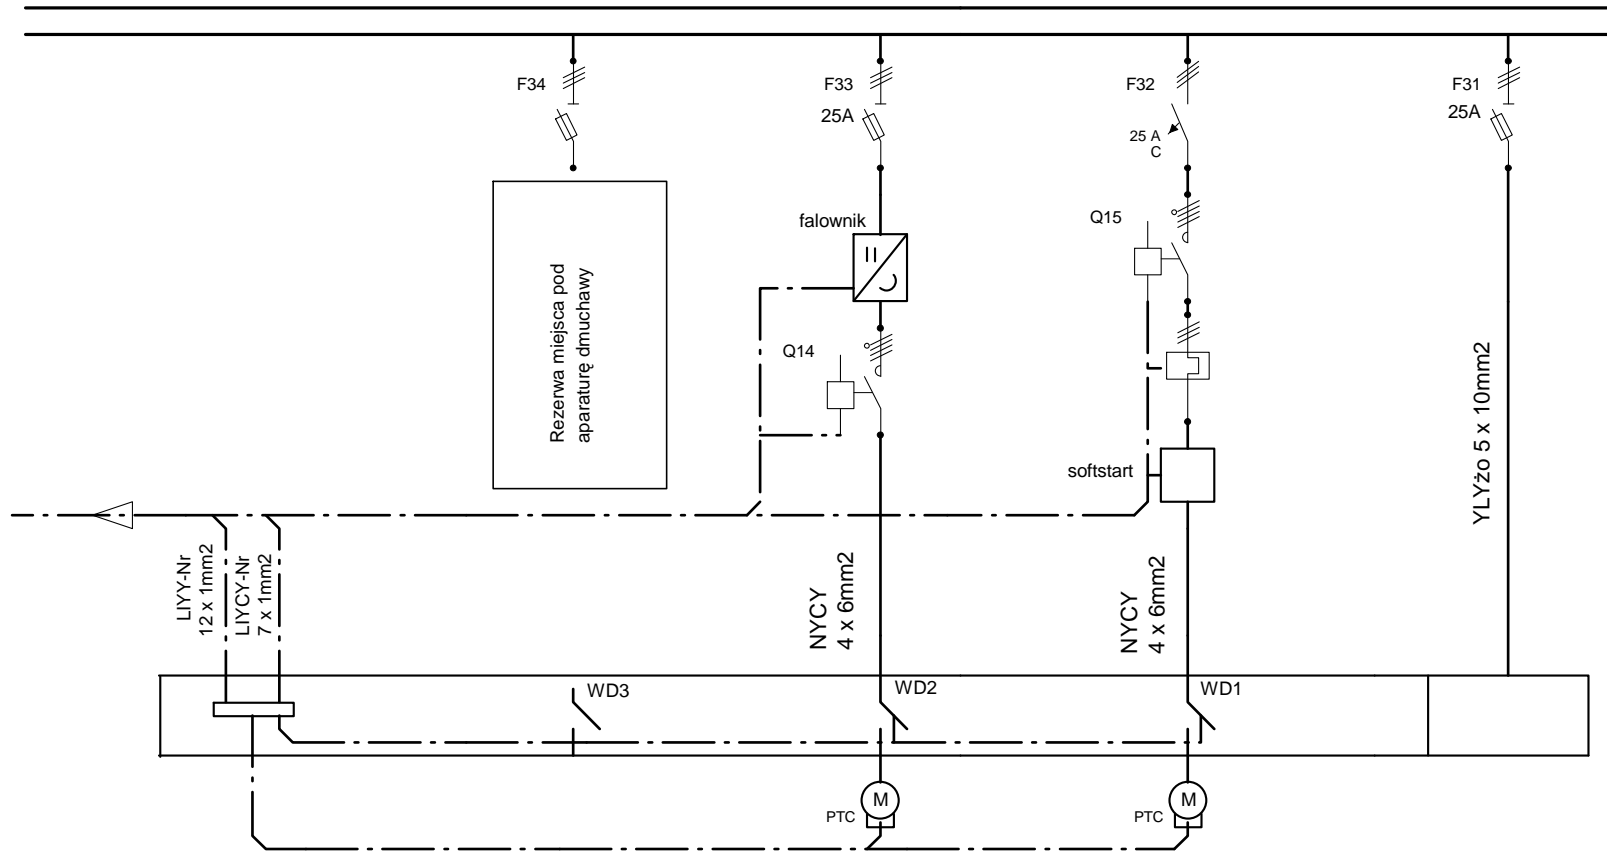 F34
F33
25A
F32
25 A
C
F31
25A
falownik
Q15
Q14
Rezerwa miejsca pod
aparaturę dmuchawy
softstart
YLYżo 5 x 10mm2
LIYY-Nr
12 x 1mm2
LIYCY-Nr
7 x 1mm2
NYCY
4 x 6mm2
NYCY
4 x 6mm2
WD3
WD2
WD1
M
PTC
M
PTC